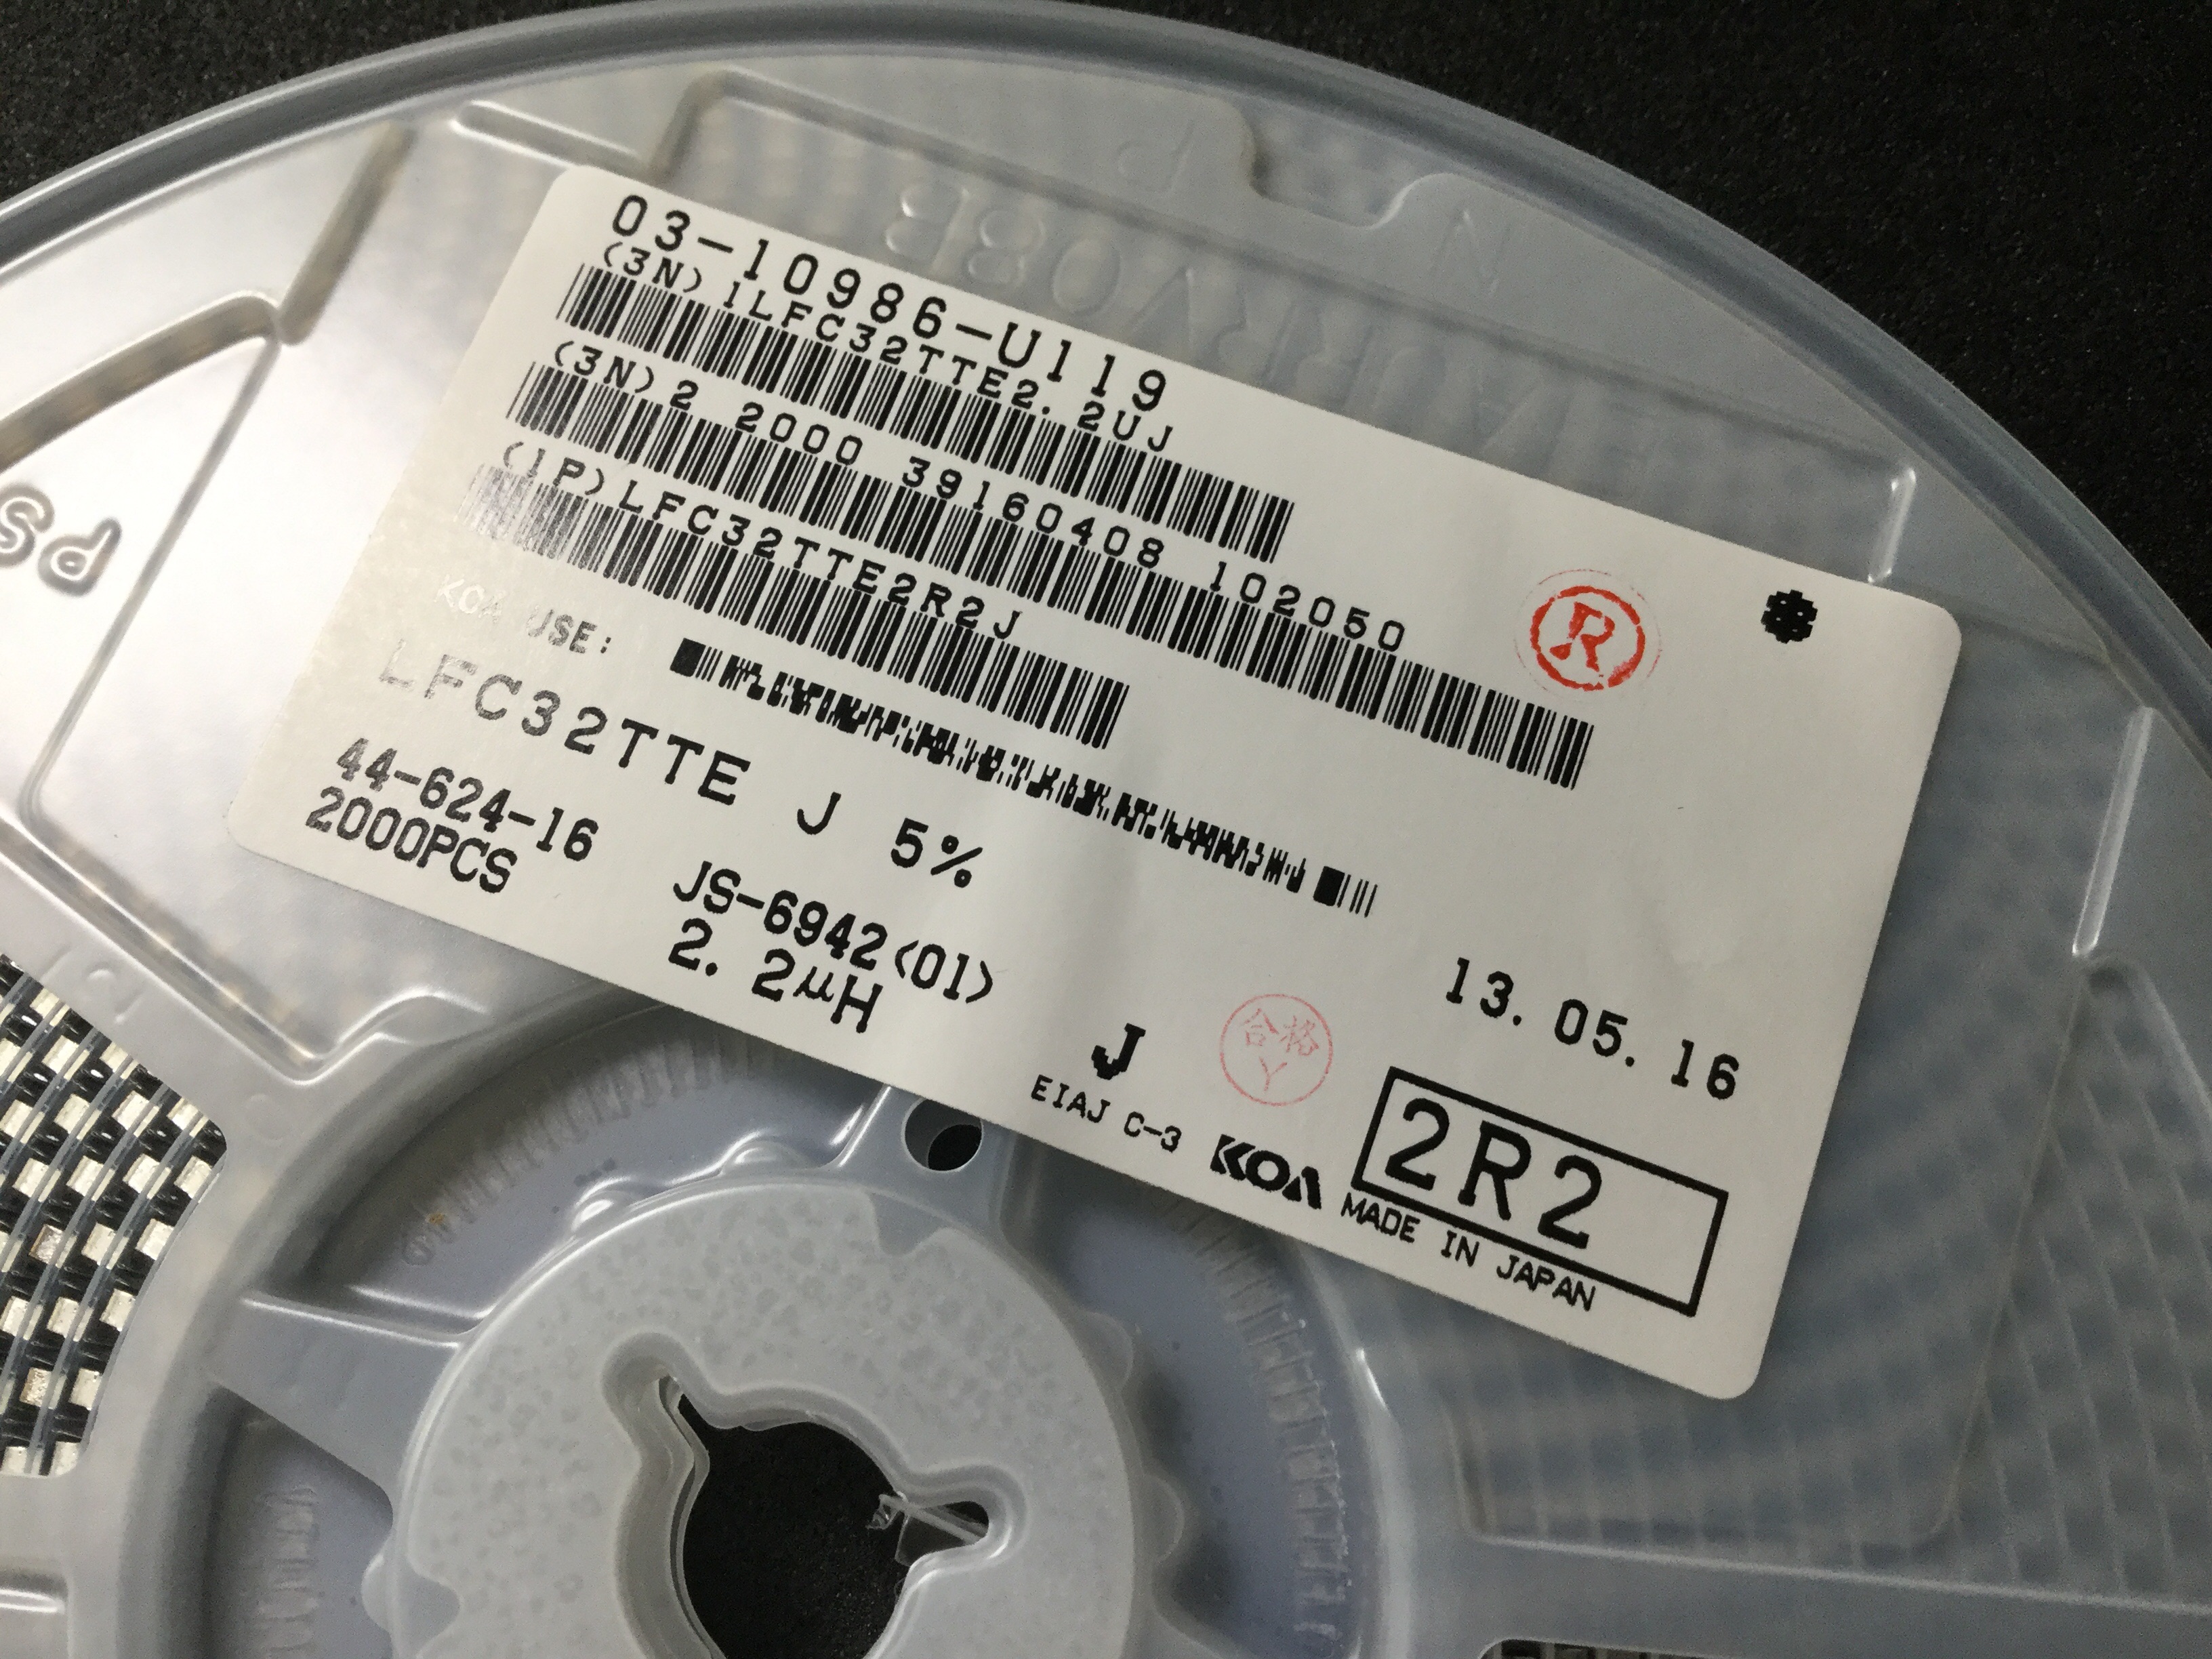 03-10986-U119
(3N)1LFC32TTE2.2UJ
(3N)2 2000 39160408 102050
(1P)LFC32TTE2R2J
KOA USE:
LFC32TTE J 5%
44-624-16
2000PCS
JS-6942(01)
2.2μH
R
13.05.16
J
合格
Y
EIAJ C-3
KOA
2R2
MADE IN JAPAN
PS
RRV08B
P
N